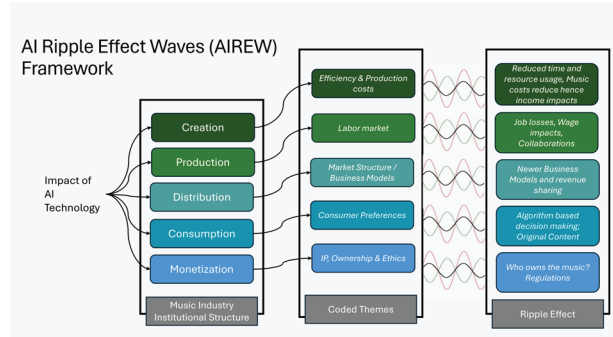 AI Ripple Effect Waves (AIREW)
Framework
Impact of
AI
Technology
Creation
Production
Distribution
Consumption
Monetization
Music Industry
Institutional Structure
Efficiency & Production
costs
Labor market
Market Structure /
Business Models
Consumer Preferences
IP, Ownership & Ethics
Coded Themes
Reduced time and
resource usage, Music
costs reduce hence
income impacts
Job losses, Wage
impacts,
Collaborations
Newer Business
Models and revenue
sharing
Algorithm based
decision making;
Original Content
Who owns the music?
Regulations
Ripple Effect